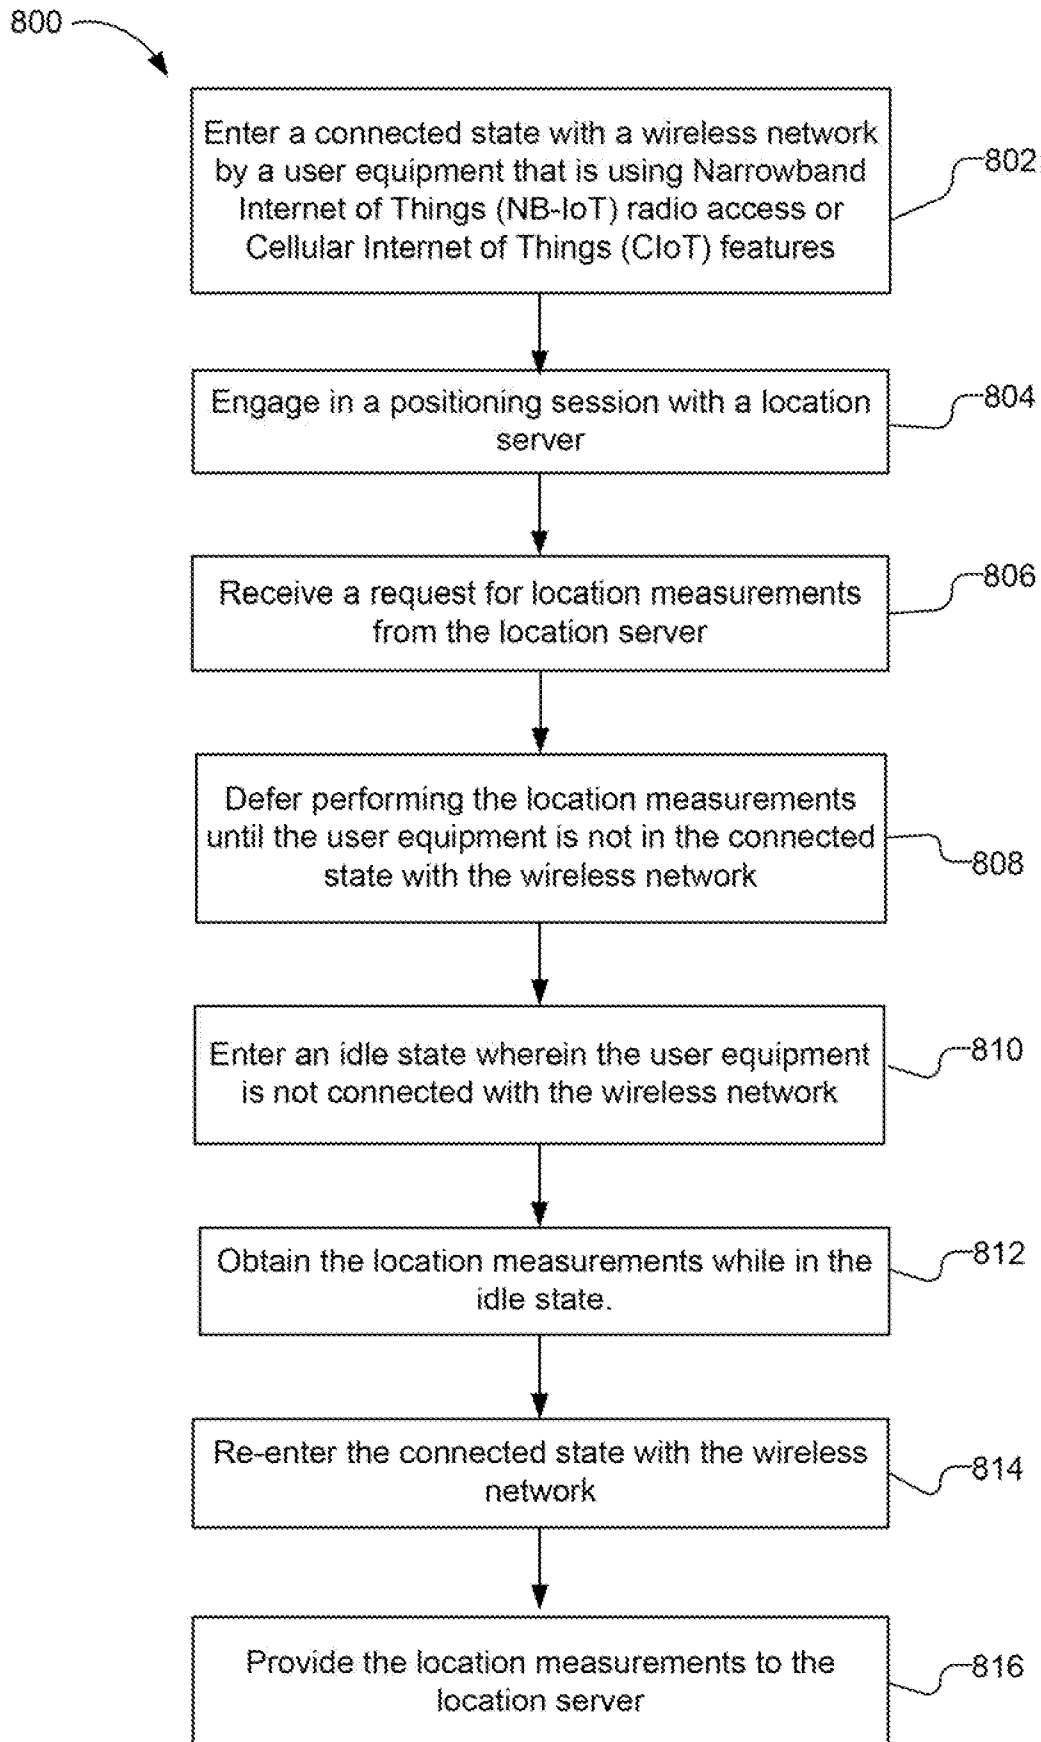 800
Enter a connected state with a wireless network
by a user equipment that is using Narrowband
Internet of Things (NB-IoT) radio access or
Cellular Internet of Things (CIoT) features
802
Engage in a positioning session with a location
server
804
Receive a request for location measurements
from the location server
806
Defer performing the location measurements
until the user equipment is not in the connected
state with the wireless network
808
Enter an idle state wherein the user equipment
is not connected with the wireless network
810
Obtain the location measurements while in the
idle state.
812
Re-enter the connected state with the wireless
network
814
Provide the location measurements to the
location server
816